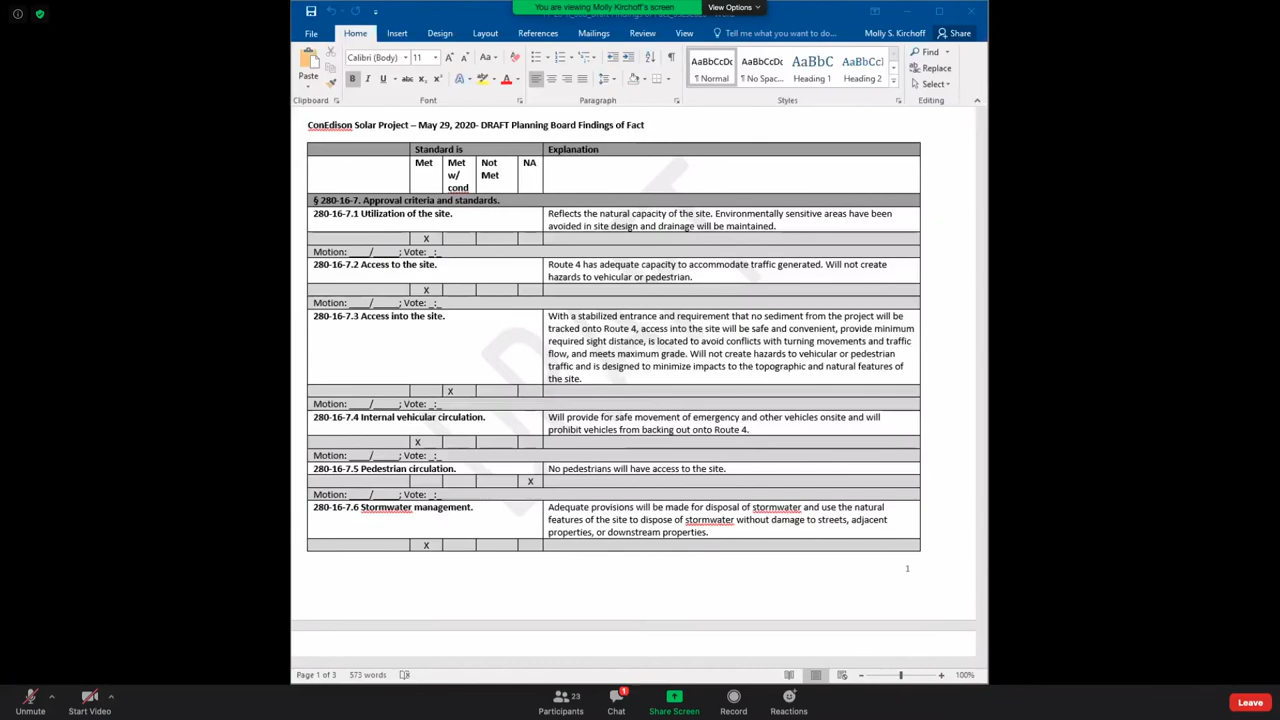 You are viewing Molly Kirchoff's screen
View Options
File
Home
Insert
Design
Layout
References
Mailings
Review
View
Tell me what you want to do...
Molly S. Kirchoff
Share
Paste
Calibri (Body)
11
Find
Replace
Select
AaBbCcDc
AaBbCcDc
AaBbC
AaBbCcC
¶ Normal
¶ No Spac...
Heading 1
Heading 2
Clipboard
Font
Paragraph
Styles
Editing
ConEdison Solar Project – May 29, 2020- DRAFT Planning Board Findings of Fact
Standard is
Explanation
Met
Met w/ cond
Not Met
NA
§ 280-16-7. Approval criteria and standards.
280-16-7.1 Utilization of the site.
Reflects the natural capacity of the site. Environmentally sensitive areas have been
avoided in site design and drainage will be maintained.
X
Motion: ____/_____; Vote: _:_
280-16-7.2 Access to the site.
Route 4 has adequate capacity to accommodate traffic generated. Will not create
hazards to vehicular or pedestrian.
X
Motion: ____/_____; Vote: _:_
280-16-7.3 Access into the site.
With a stabilized entrance and requirement that no sediment from the project will be
tracked onto Route 4, access into the site will be safe and convenient, provide minimum
required sight distance, is located to avoid conflicts with turning movements and traffic
flow, and meets maximum grade. Will not create hazards to vehicular or pedestrian
traffic and is designed to minimize impacts to the topographic and natural features of
the site.
X
Motion: ____/_____; Vote: _:_
280-16-7.4 Internal vehicular circulation.
Will provide for safe movement of emergency and other vehicles onsite and will
prohibit vehicles from backing out onto Route 4.
X
Motion: ____/_____; Vote: _:_
280-16-7.5 Pedestrian circulation.
No pedestrians will have access to the site.
X
Motion: ____/_____; Vote: _:_
280-16-7.6 Stormwater management.
Adequate provisions will be made for disposal of stormwater and use the natural
features of the site to dispose of stormwater without damage to streets, adjacent
properties, or downstream properties.
X
1
Page 1 of 3
573 words
100%
Unmute
Start Video
23
Participants
1
Chat
Share Screen
Record
Reactions
Leave